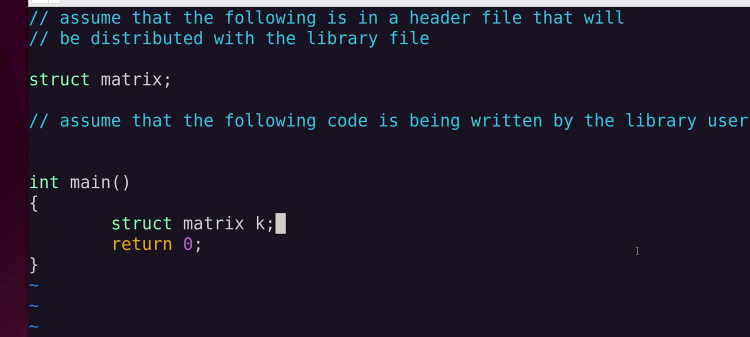 // assume that the following is in a header file that will
// be distributed with the library file
struct matrix;
// assume that the following code is being written by the library user
int main()
{
struct matrix k;
return 0;
}
~
~
~